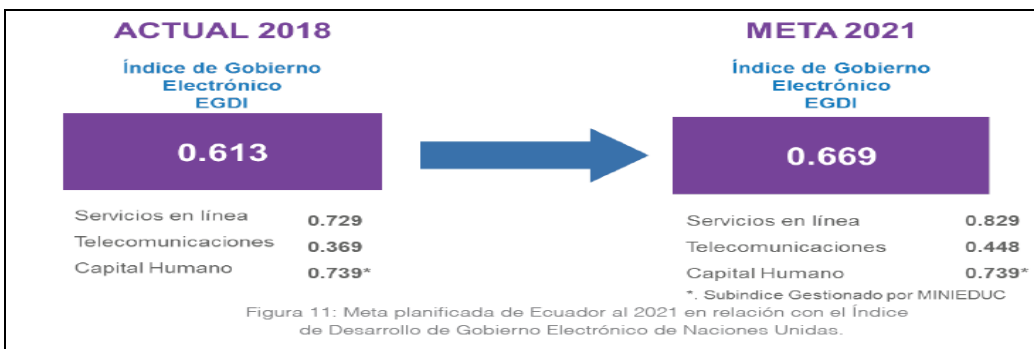 ACTUAL 2018
Índice de Gobierno
Electrónico
EGDI
0.613
Servicios en línea 0.729
Telecomunicaciones 0.369
Capital Humano 0.739*
META 2021
Índice de Gobierno
Electrónico
EGDI
0.669
Servicios en línea 0.829
Telecomunicaciones 0.448
Capital Humano 0.739*
*. Subindice Gestionado por MINIEDUC
Figura 11: Meta planificada de Ecuador al 2021 en relación con el Índice
de Desarrollo de Gobierno Electrónico de Naciones Unidas.